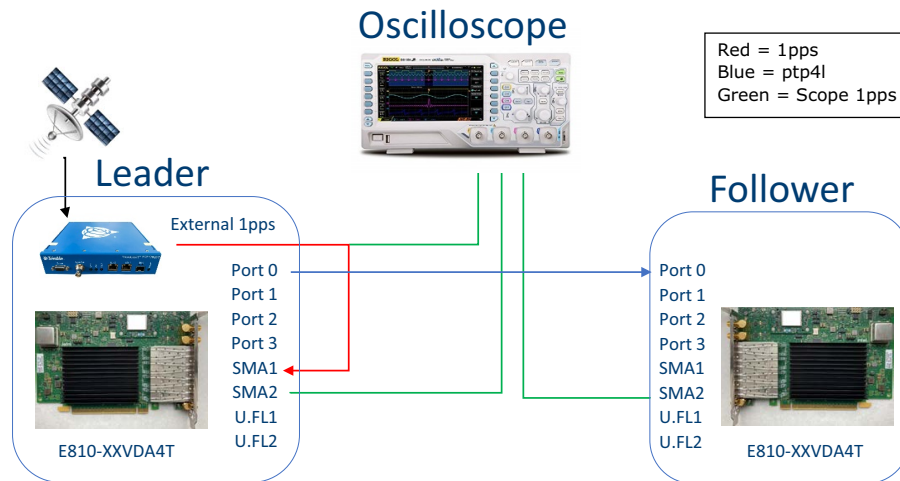 Oscilloscope
Red = 1pps
Blue = ptp4l
Green = Scope 1pps
Leader
External 1pps
Port 0
Port 1
Port 2
Port 3
SMA1
SMA2
U.FL1
U.FL2
E810-XXVDA4T
Follower
Port 0
Port 1
Port 2
Port 3
SMA1
SMA2
U.FL1
U.FL2
E810-XXVDA4T